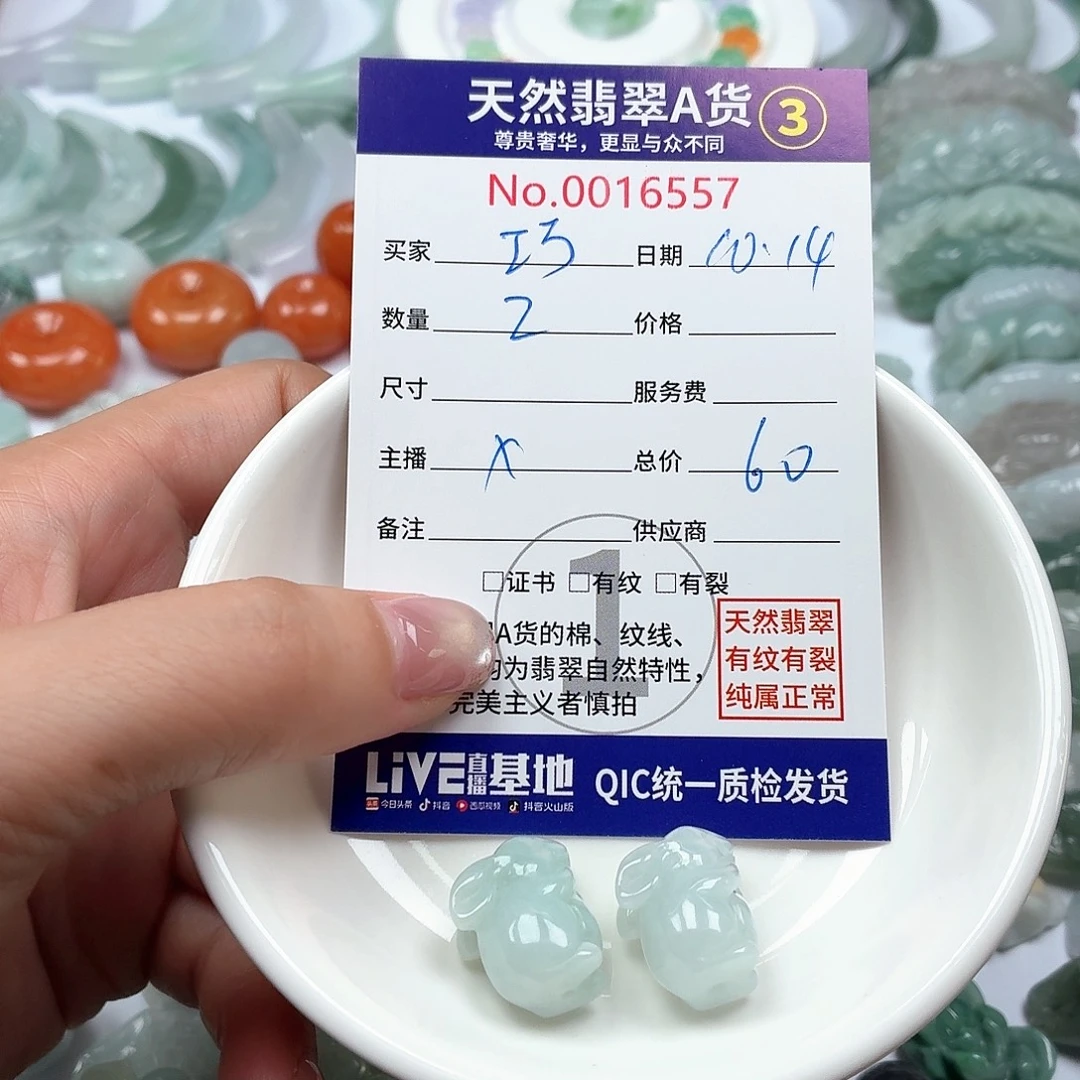 天然翡翠A货 3
尊贵奢华，更显与众不同
No.0016557
买家 工巧 日期 10.14
数量 2 价格
尺寸 服务费
主播 X 总价 60
备注 供应商
1
□证书 □有纹 □有裂
A货的棉、纹线、
均为翡翠自然特性，
完美主义者慎拍
天然翡翠
有纹有裂
纯属正常
LIVE直播基地 QIC统一质检发货
头条 今日头条 抖音 西瓜视频 抖音火山版